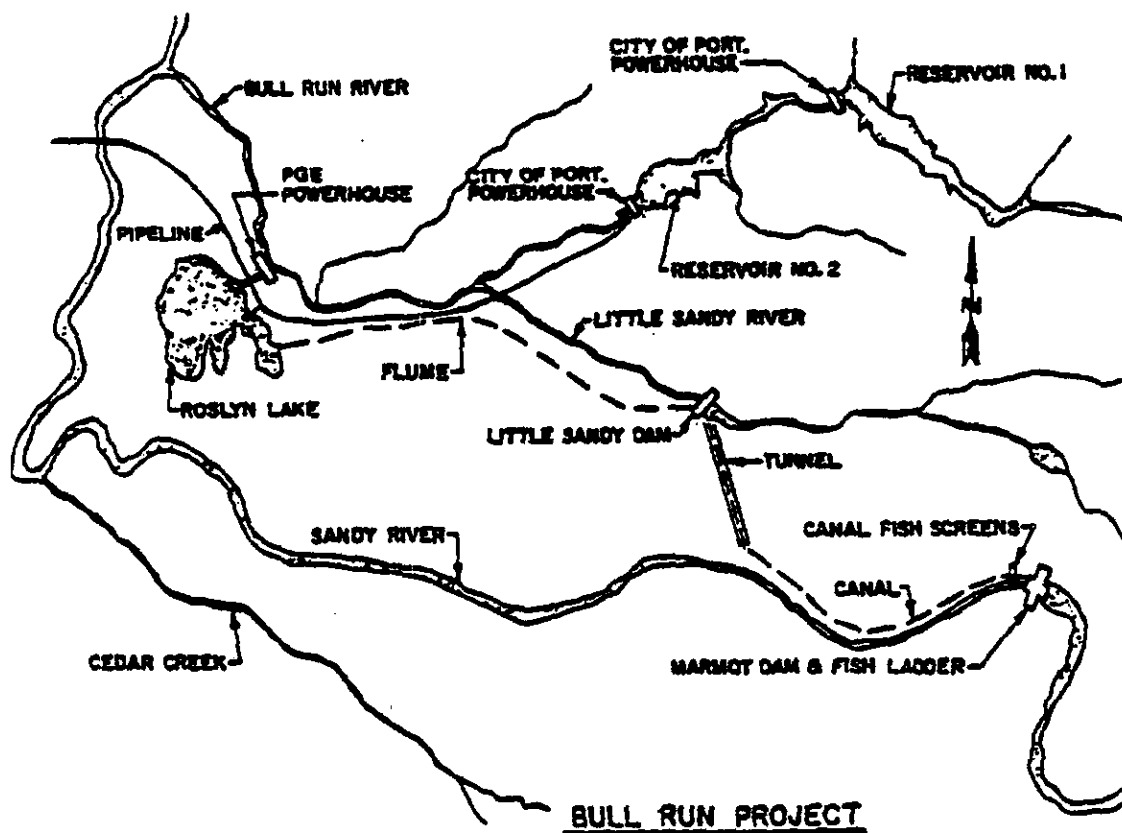 CITY OF PORT.
POWERHOUSE
RESERVOIR NO. 1
BULL RUN RIVER
PGE
POWERHOUSE
CITY OF PORT.
POWERHOUSE
PIPELINE
RESERVOIR NO. 2
N
LITTLE SANDY RIVER
FLUME
ROSLYN LAKE
LITTLE SANDY DAM
TUNNEL
CANAL FISH SCREENS
SANDY RIVER
CANAL
CEDAR CREEK
MARMOT DAM & FISH LADDER
BULL RUN PROJECT